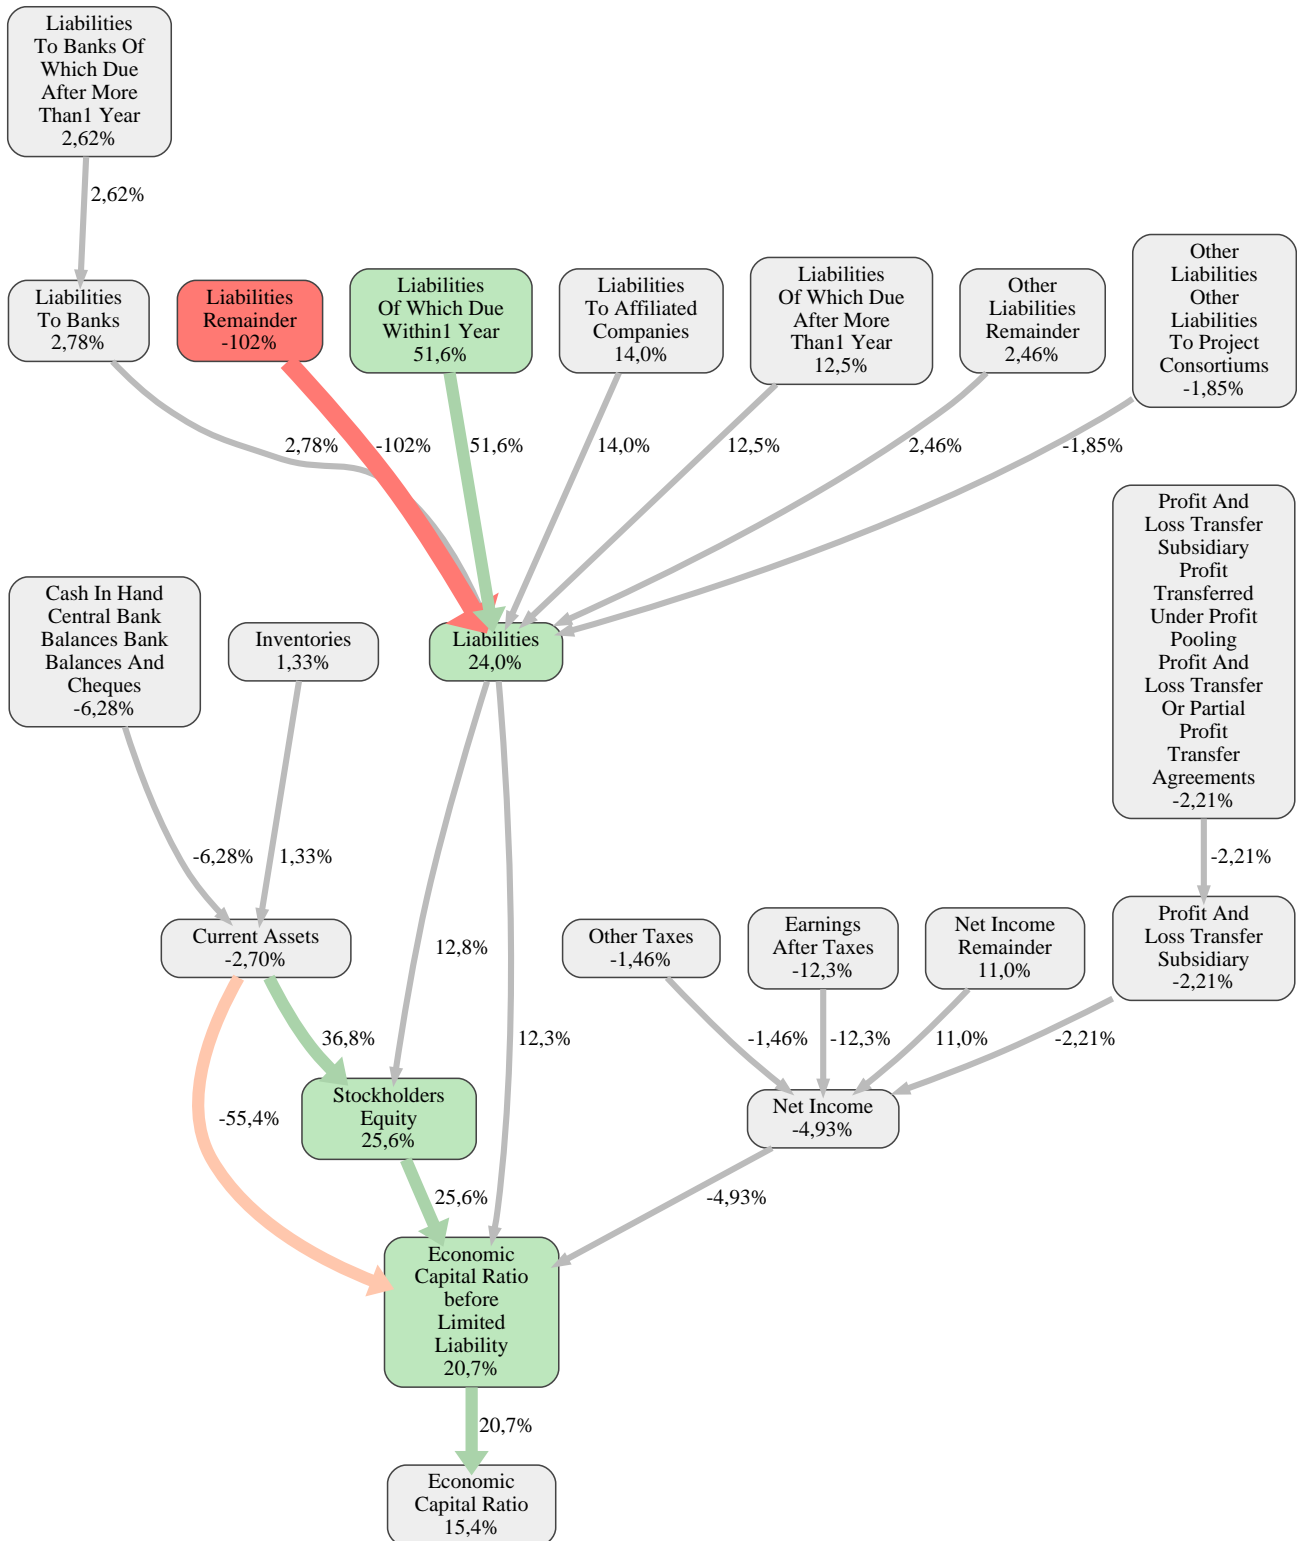 Liabilities
To Banks Of
Which Due
After More
Than1 Year
2,62%
2,62%
Liabilities
To Banks
2,78%
Liabilities
Remainder
-102%
Liabilities
Of Which Due
Within1 Year
51,6%
Liabilities
To Affiliated
Companies
14,0%
Liabilities
Of Which Due
After More
Than1 Year
12,5%
Other
Liabilities
Remainder
2,46%
Other
Liabilities
Other
Liabilities
To Project
Consortiums
-1,85%
2,78%
-102%
51,6%
14,0%
12,5%
2,46%
-1,85%
Profit And
Loss Transfer
Subsidiary
Profit
Transferred
Under Profit
Pooling
Profit And
Loss Transfer
Or Partial
Profit
Transfer
Agreements
-2,21%
Cash In Hand
Central Bank
Balances Bank
Balances And
Cheques
-6,28%
Inventories
1,33%
Liabilities
24,0%
-6,28%
1,33%
-2,21%
Current Assets
-2,70%
12,8%
Other Taxes
-1,46%
Earnings
After Taxes
-12,3%
Net Income
Remainder
11,0%
Profit And
Loss Transfer
Subsidiary
-2,21%
36,8%
12,3%
-1,46%
-12,3%
11,0%
-2,21%
-55,4%
Stockholders
Equity
25,6%
Net Income
-4,93%
25,6%
-4,93%
Economic
Capital Ratio
before
Limited
Liability
20,7%
20,7%
Economic
Capital Ratio
15,4%